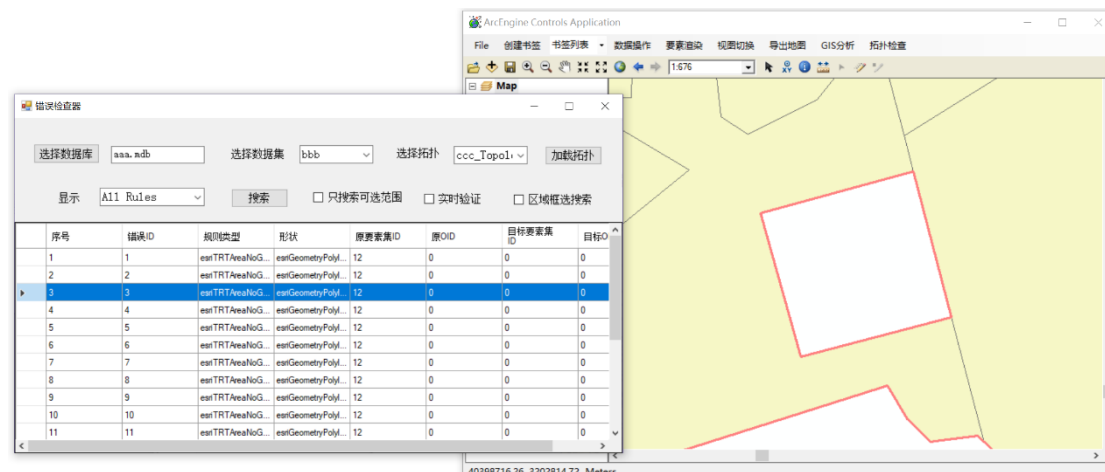 ArcEngine Controls Application
File 创建书签 书签列表 数据操作 要素渲染 视图切换 导出地图 GIS分析 拓扑检查
1:676
Map
错误检查器
选择数据库 aaa.mdb 选择数据集 bbb 选择拓扑 ccc_Topol 加载拓扑
显示 All Rules 搜索 只搜索可选范围 实时验证 区域框选搜索
序号 错误ID 规则类型 形状 原要素集ID 原OID 目标要素集ID 目标O
1 1 esriTRTAreaNoG... esriGeometryPolyl... 12 0 0 0
2 2 esriTRTAreaNoG... esriGeometryPolyl... 12 0 0 0
3 3 esriTRTAreaNoG... esriGeometryPolyl... 12 0 0 0
4 4 esriTRTAreaNoG... esriGeometryPolyl... 12 0 0 0
5 5 esriTRTAreaNoG... esriGeometryPolyl... 12 0 0 0
6 6 esriTRTAreaNoG... esriGeometryPolyl... 12 0 0 0
7 7 esriTRTAreaNoG... esriGeometryPolyl... 12 0 0 0
8 8 esriTRTAreaNoG... esriGeometryPolyl... 12 0 0 0
9 9 esriTRTAreaNoG... esriGeometryPolyl... 12 0 0 0
10 10 esriTRTAreaNoG... esriGeometryPolyl... 12 0 0 0
11 11 esriTRTAreaNoG... esriGeometryPolyl... 12 0 0 0
40398716.26 3202814.72 Meters